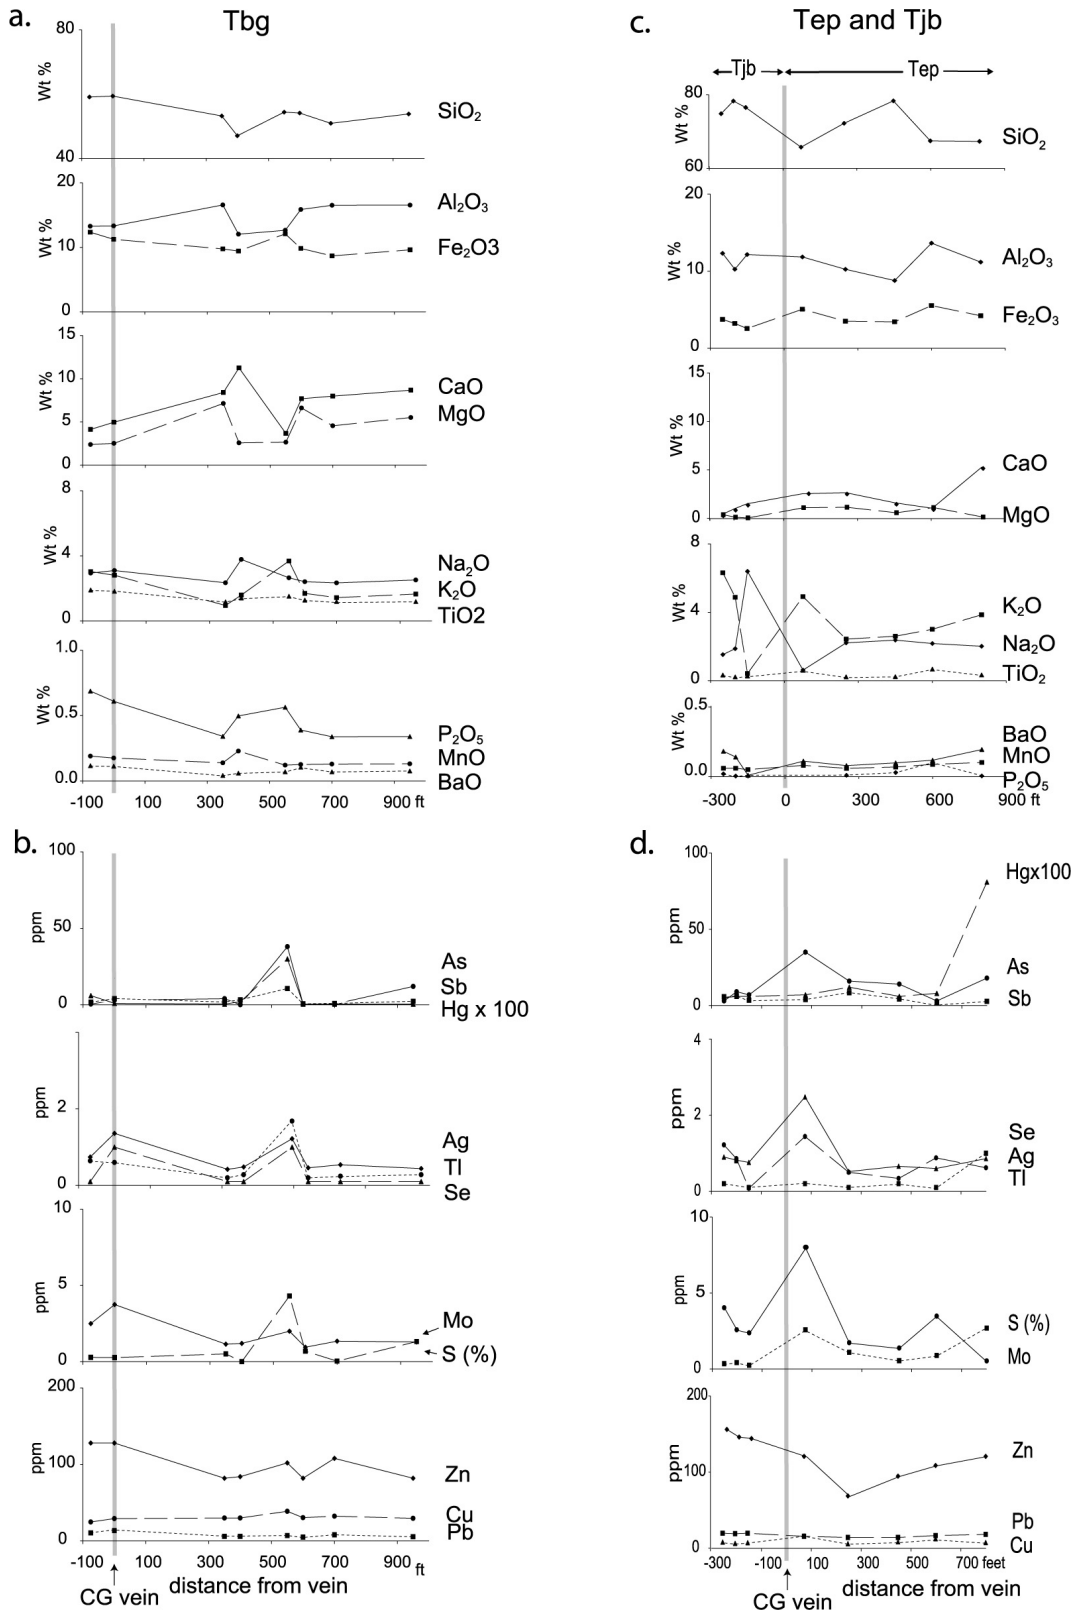 a.
Tbg
80
Wt %
SiO₂
40
20
Al₂O₃
Wt %
10
Fe₂O3
0
15
10
Wt %
CaO
MgO
5
0
8
Wt %
4
Na₂O
K₂O
TiO2
0
1.0
Wt %
0.5
P₂O₅
MnO
BaO
0.0
-100 100 300 500 700 900 ft
c.
Tep and Tjb
Tjb
Tep
80
Wt %
SiO₂
60
20
Wt %
10
Al₂O₃
Fe₂O₃
0
15
10
Wt %
5
CaO
MgO
0
8
Wt %
4
K₂O
Na₂O
TiO₂
0
0.5
Wt %
BaO
MnO
P₂O₅
0.0
-300 0 300 600 900 ft
b.
100
ppm
50
As
Sb
Hg x 100
0
ppm
2
Ag
Tl
Se
0
10
ppm
5
Mo
S (%)
0
200
ppm
100
Zn
Cu
Pb
0
-100 100 300 500 700 900 ft
CG vein
distance from vein
d.
100
Hgx100
ppm
50
As
Sb
0
4
ppm
2
Se
Ag
Tl
0
10
ppm
5
S (%)
Mo
0
200
ppm
100
Zn
Pb
Cu
0
-300 -100 100 300 500 700 feet
CG vein
distance from vein